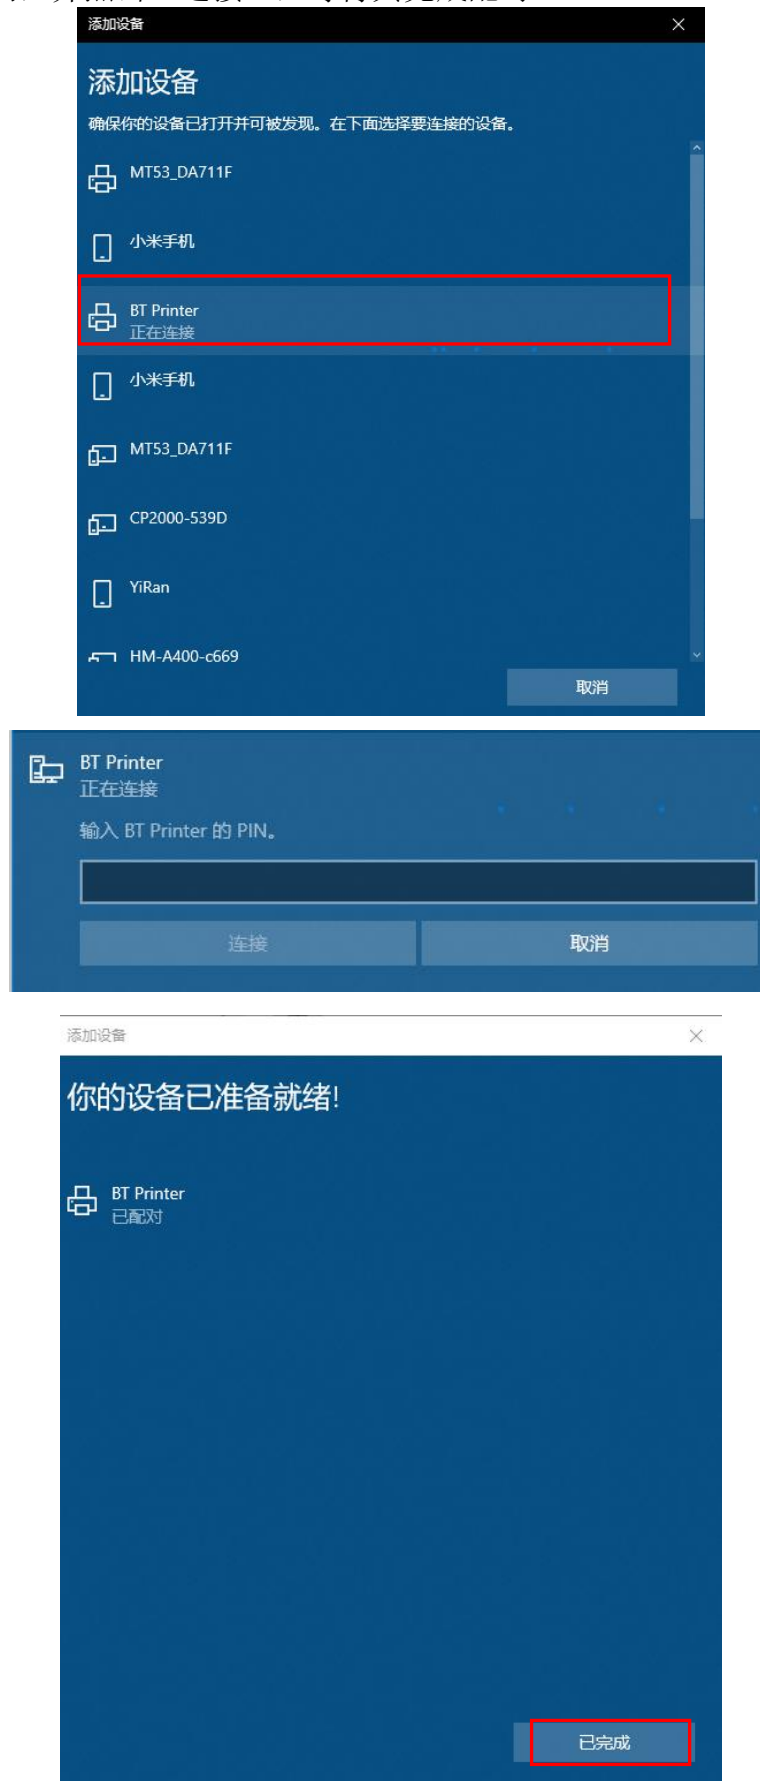 添加设备
添加设备
确保你的设备已打开并可被发现。在下面选择要连接的设备。
MT53_DA711F
小米手机
BT Printer
正在连接
小米手机
MT53_DA711F
CP2000-539D
YiRan
HM-A400-c669
取消
BT Printer
正在连接
输入 BT Printer 的 PIN。
连接
取消
添加设备
你的设备已准备就绪!
BT Printer
已配对
已完成